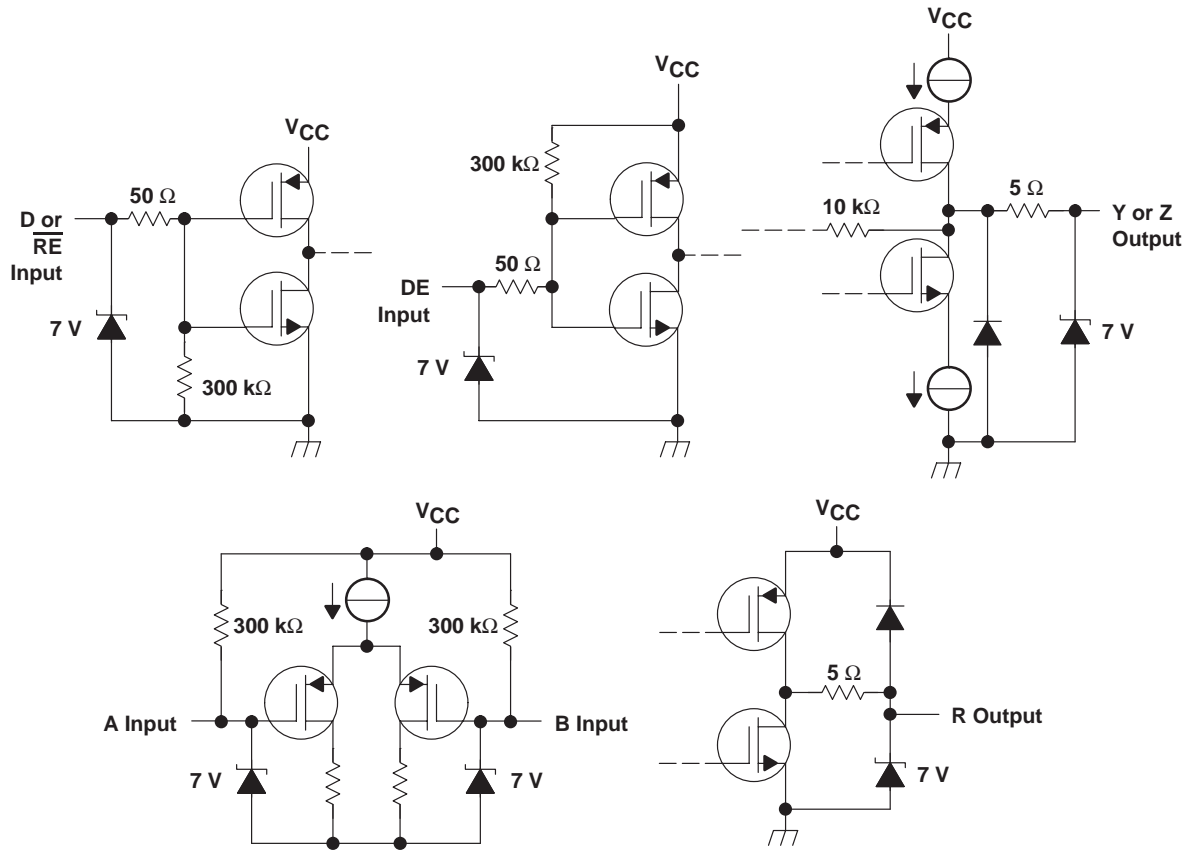 VCC
50 Ω
D or
RE
Input
7 V
300 kΩ
VCC
300 kΩ
50 Ω
DE
Input
7 V
VCC
10 kΩ
5 Ω
Y or Z
Output
7 V
VCC
300 kΩ
300 kΩ
A Input
B Input
7 V
7 V
VCC
5 Ω
R Output
7 V